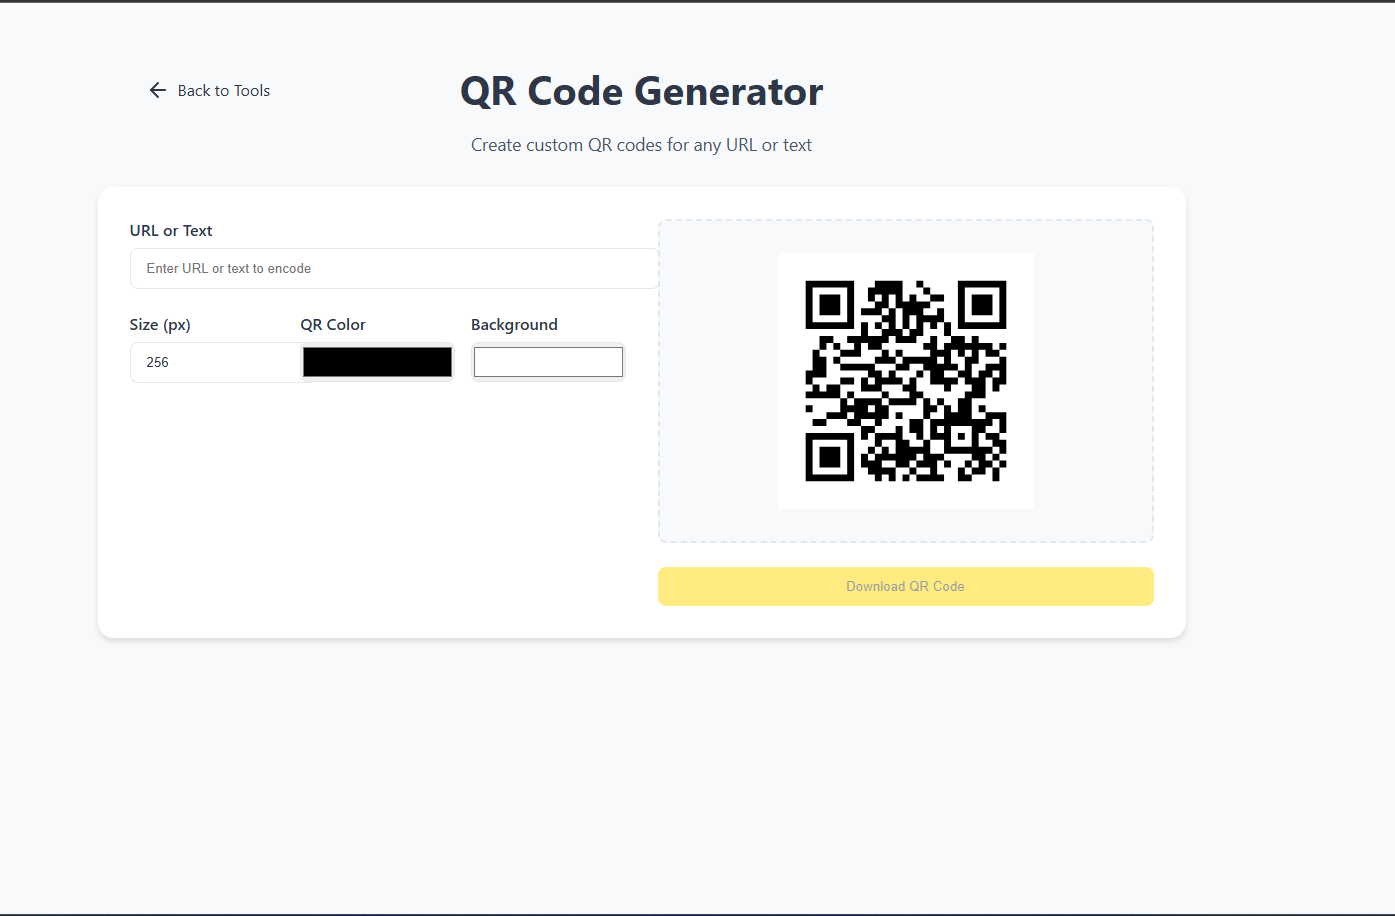 Back to Tools
QR Code Generator
Create custom QR codes for any URL or text
URL or Text
Enter URL or text to encode
Size (px)
QR Color
Background
256
Download QR Code